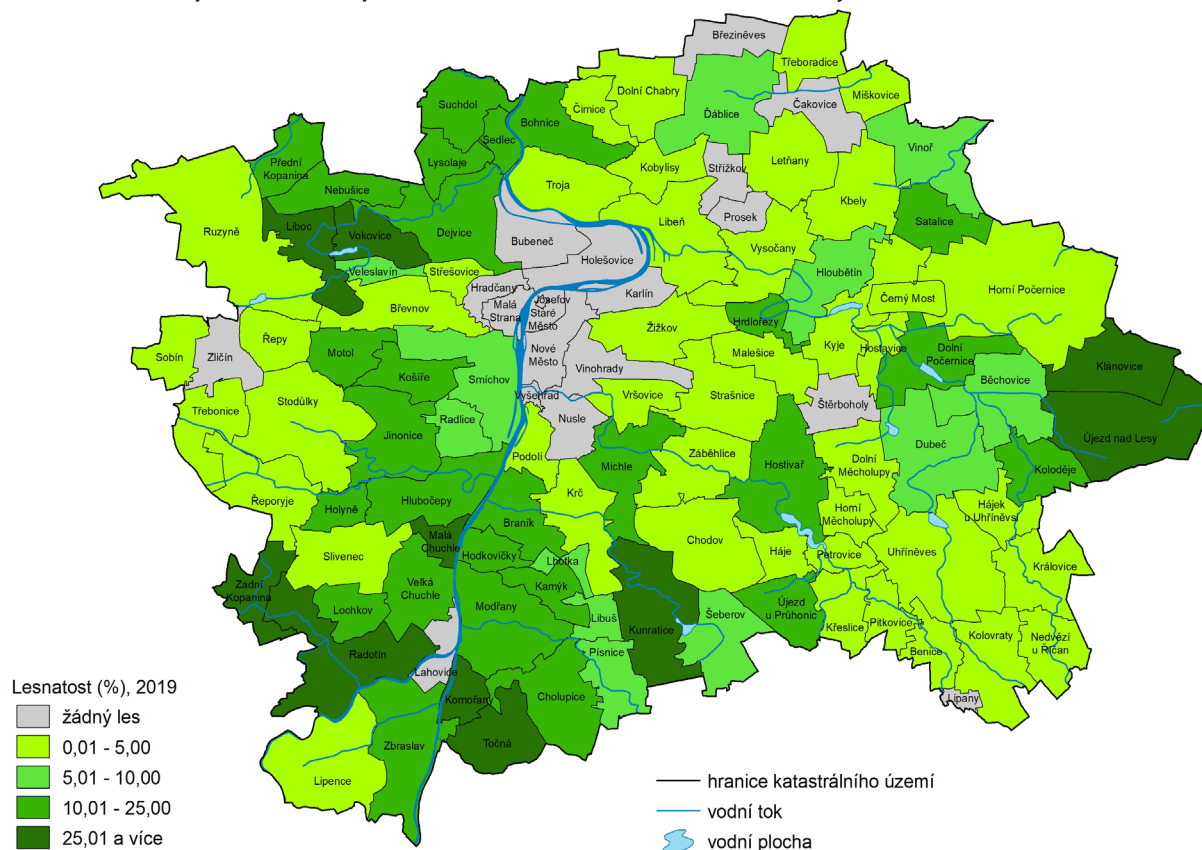 Březiněves
Třeboradice
Miškovice
Čakovice
Dolní Chabry
Čimice
Ďáblice
Suchdol
Bohnice
Sedlec
Lysolaje
Vinoř
Letňany
Kobylisy
Střížkov
Přední
Kopanina
Nebušice
Troja
Prosek
Kbely
Satalice
Ruzyně
Liboc
Vokovice
Dejvice
Bubeneč
Libeň
Vysočany
Holešovice
Hloubětín
Veleslavín
Střešovice
Hradčany
Malá
Strana
Josefov
Staré
Město
Karlín
Břevnov
Černý Most
Horní Počernice
Žižkov
Hrdlořezy
Sobín
Zličín
Řepy
Motol
Košíře
Nové
Město
Malešice
Kyje
Hostavice
Dolní
Počernice
Klánovice
Smíchov
Vinohrady
Běchovice
Třebonice
Stodůlky
Radlice
Vyšehrad
Vršovice
Strašnice
Štěrboholy
Nusle
Jinonice
Dubeč
Újezd nad Lesy
Podolí
Michle
Záběhlice
Hostivař
Dolní
Měcholupy
Koloděje
Řeporyje
Holyně
Hlubočepy
Krč
Hájek
u Uhříněvsi
Braník
Horní
Měcholupy
Malá
Chuchle
Chodov
Slivenec
Hodkovičky
Lhotka
Háje
Petrovice
Uhříněves
Královice
Zadní
Kopanina
Velká
Chuchle
Kamýk
Lochkov
Modřany
Libuš
Šeberov
Újezd
u Průhonic
Kunratice
Křeslice
Pitkovice
Benice
Kolovraty
Nedvězí
u Říčan
Radotín
Písnice
Lahovice
Lipany
Komořany
Cholupice
Točná
Zbraslav
Lipence
Lesnatost (%), 2019
žádný les
0,01 - 5,00
5,01 - 10,00
10,01 - 25,00
25,01 a více
hranice katastrálního území
vodní tok
vodní plocha